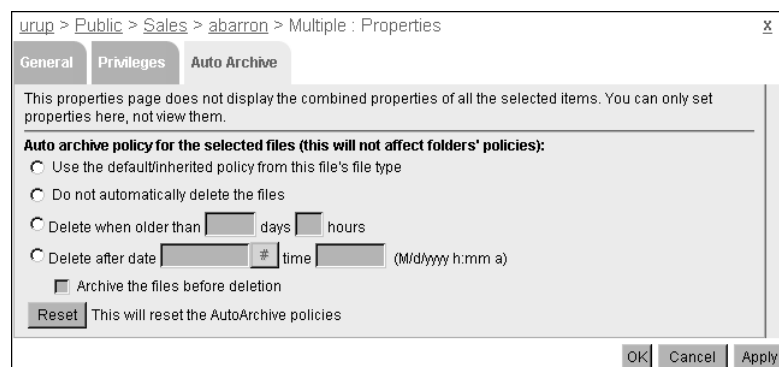 urup > Public > Sales > abarron > Multiple : Properties x
General Privileges Auto Archive
This properties page does not display the combined properties of all the selected items. You can only set
properties here, not view them.
Auto archive policy for the selected files (this will not affect folders' policies):
Use the default/inherited policy from this file's file type
Do not automatically delete the files
Delete when older than days hours
Delete after date # time (M/d/yyyy h:mm a)
Archive the files before deletion
Reset This will reset the AutoArchive policies
OK Cancel Apply